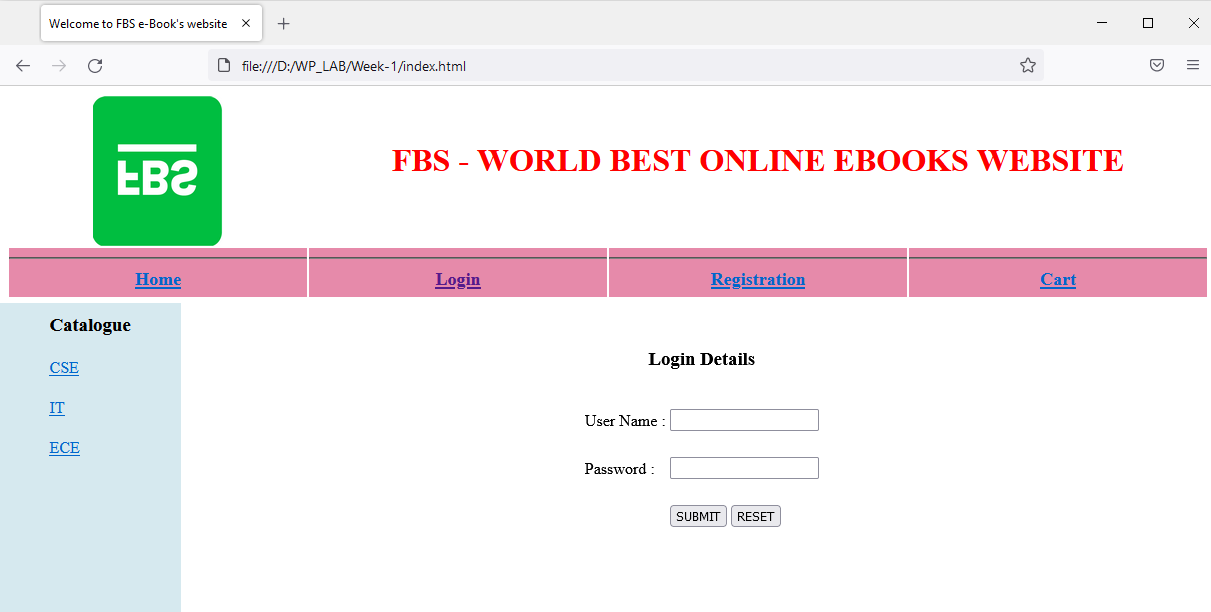 Welcome to FBS e-Book's website
file:///D:/WP_LAB/Week-1/index.html
FBS
FBS - WORLD BEST ONLINE EBOOKS WEBSITE
Home Login Registration Cart
Catalogue
CSE
IT
ECE
Login Details
User Name :
Password :
SUBMIT RESET